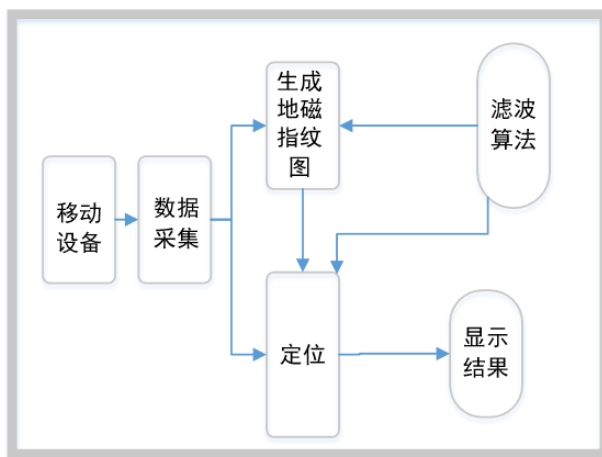 移动
设备
数据
采集
生成
地磁
指纹
图
滤波
算法
定位
显示
结果